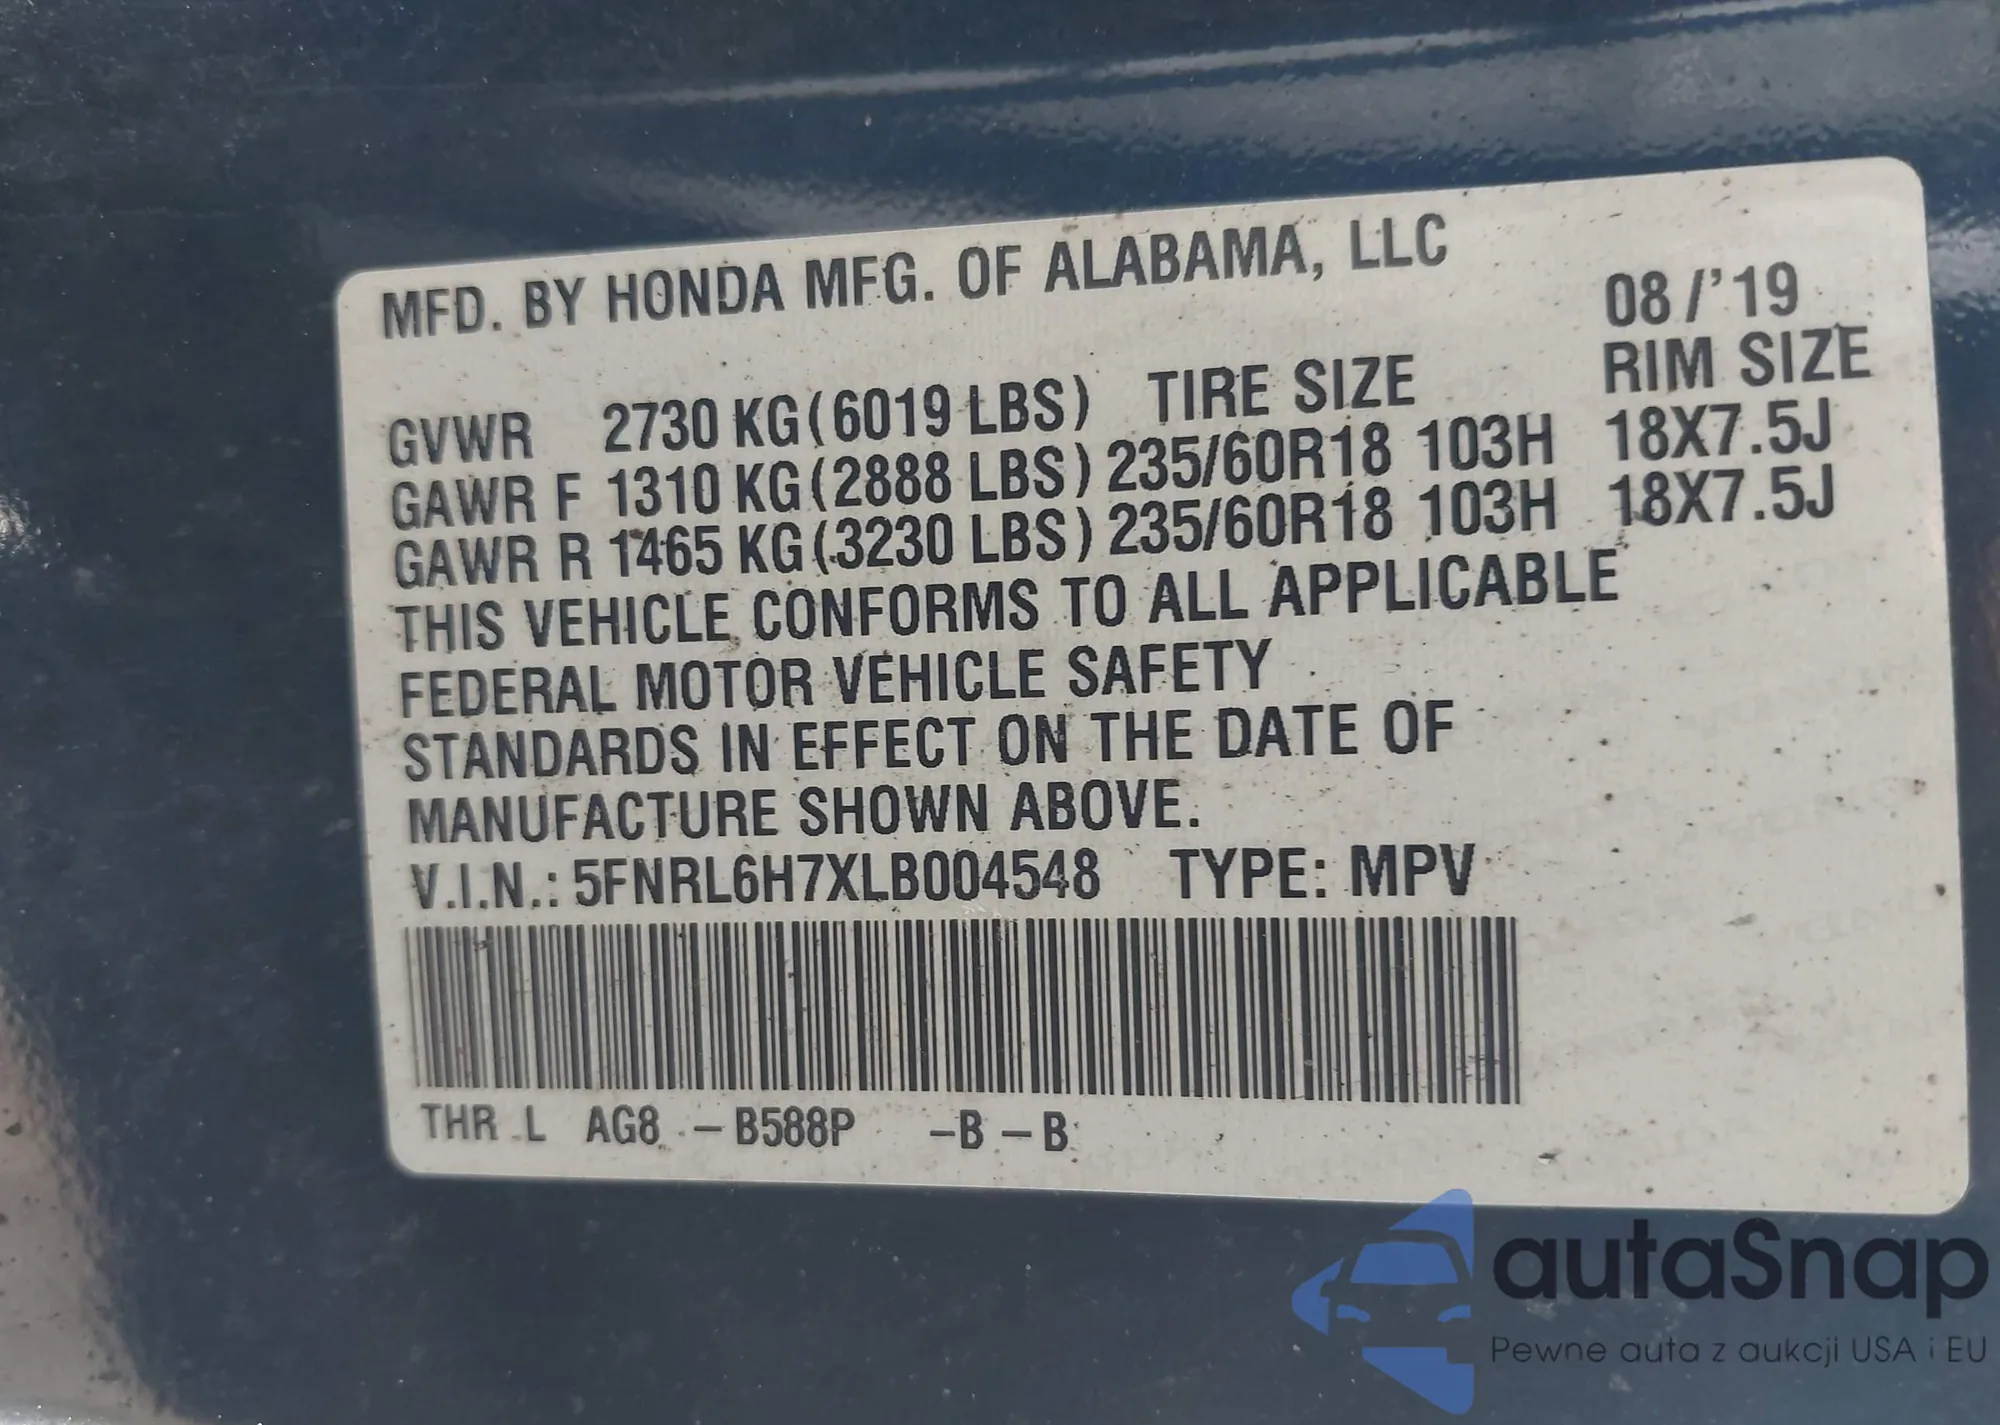 MFD. BY HONDA MFG. OF ALABAMA, LLC
08/'19
GVWR 2730 KG(6019 LBS) TIRE SIZE RIM SIZE
GAWR F 1310 KG(2888 LBS) 235/60R18 103H 18X7.5J
GAWR R 1465 KG(3230 LBS) 235/60R18 103H 18X7.5J
THIS VEHICLE CONFORMS TO ALL APPLICABLE
FEDERAL MOTOR VEHICLE SAFETY
STANDARDS IN EFFECT ON THE DATE OF
MANUFACTURE SHOWN ABOVE.
V.I.N.: 5FNRL6H7XLB004548 TYPE: MPV
THR L AG8 - B588P -B -B
autaSnap
Pewne auta z aukcji USA i EU